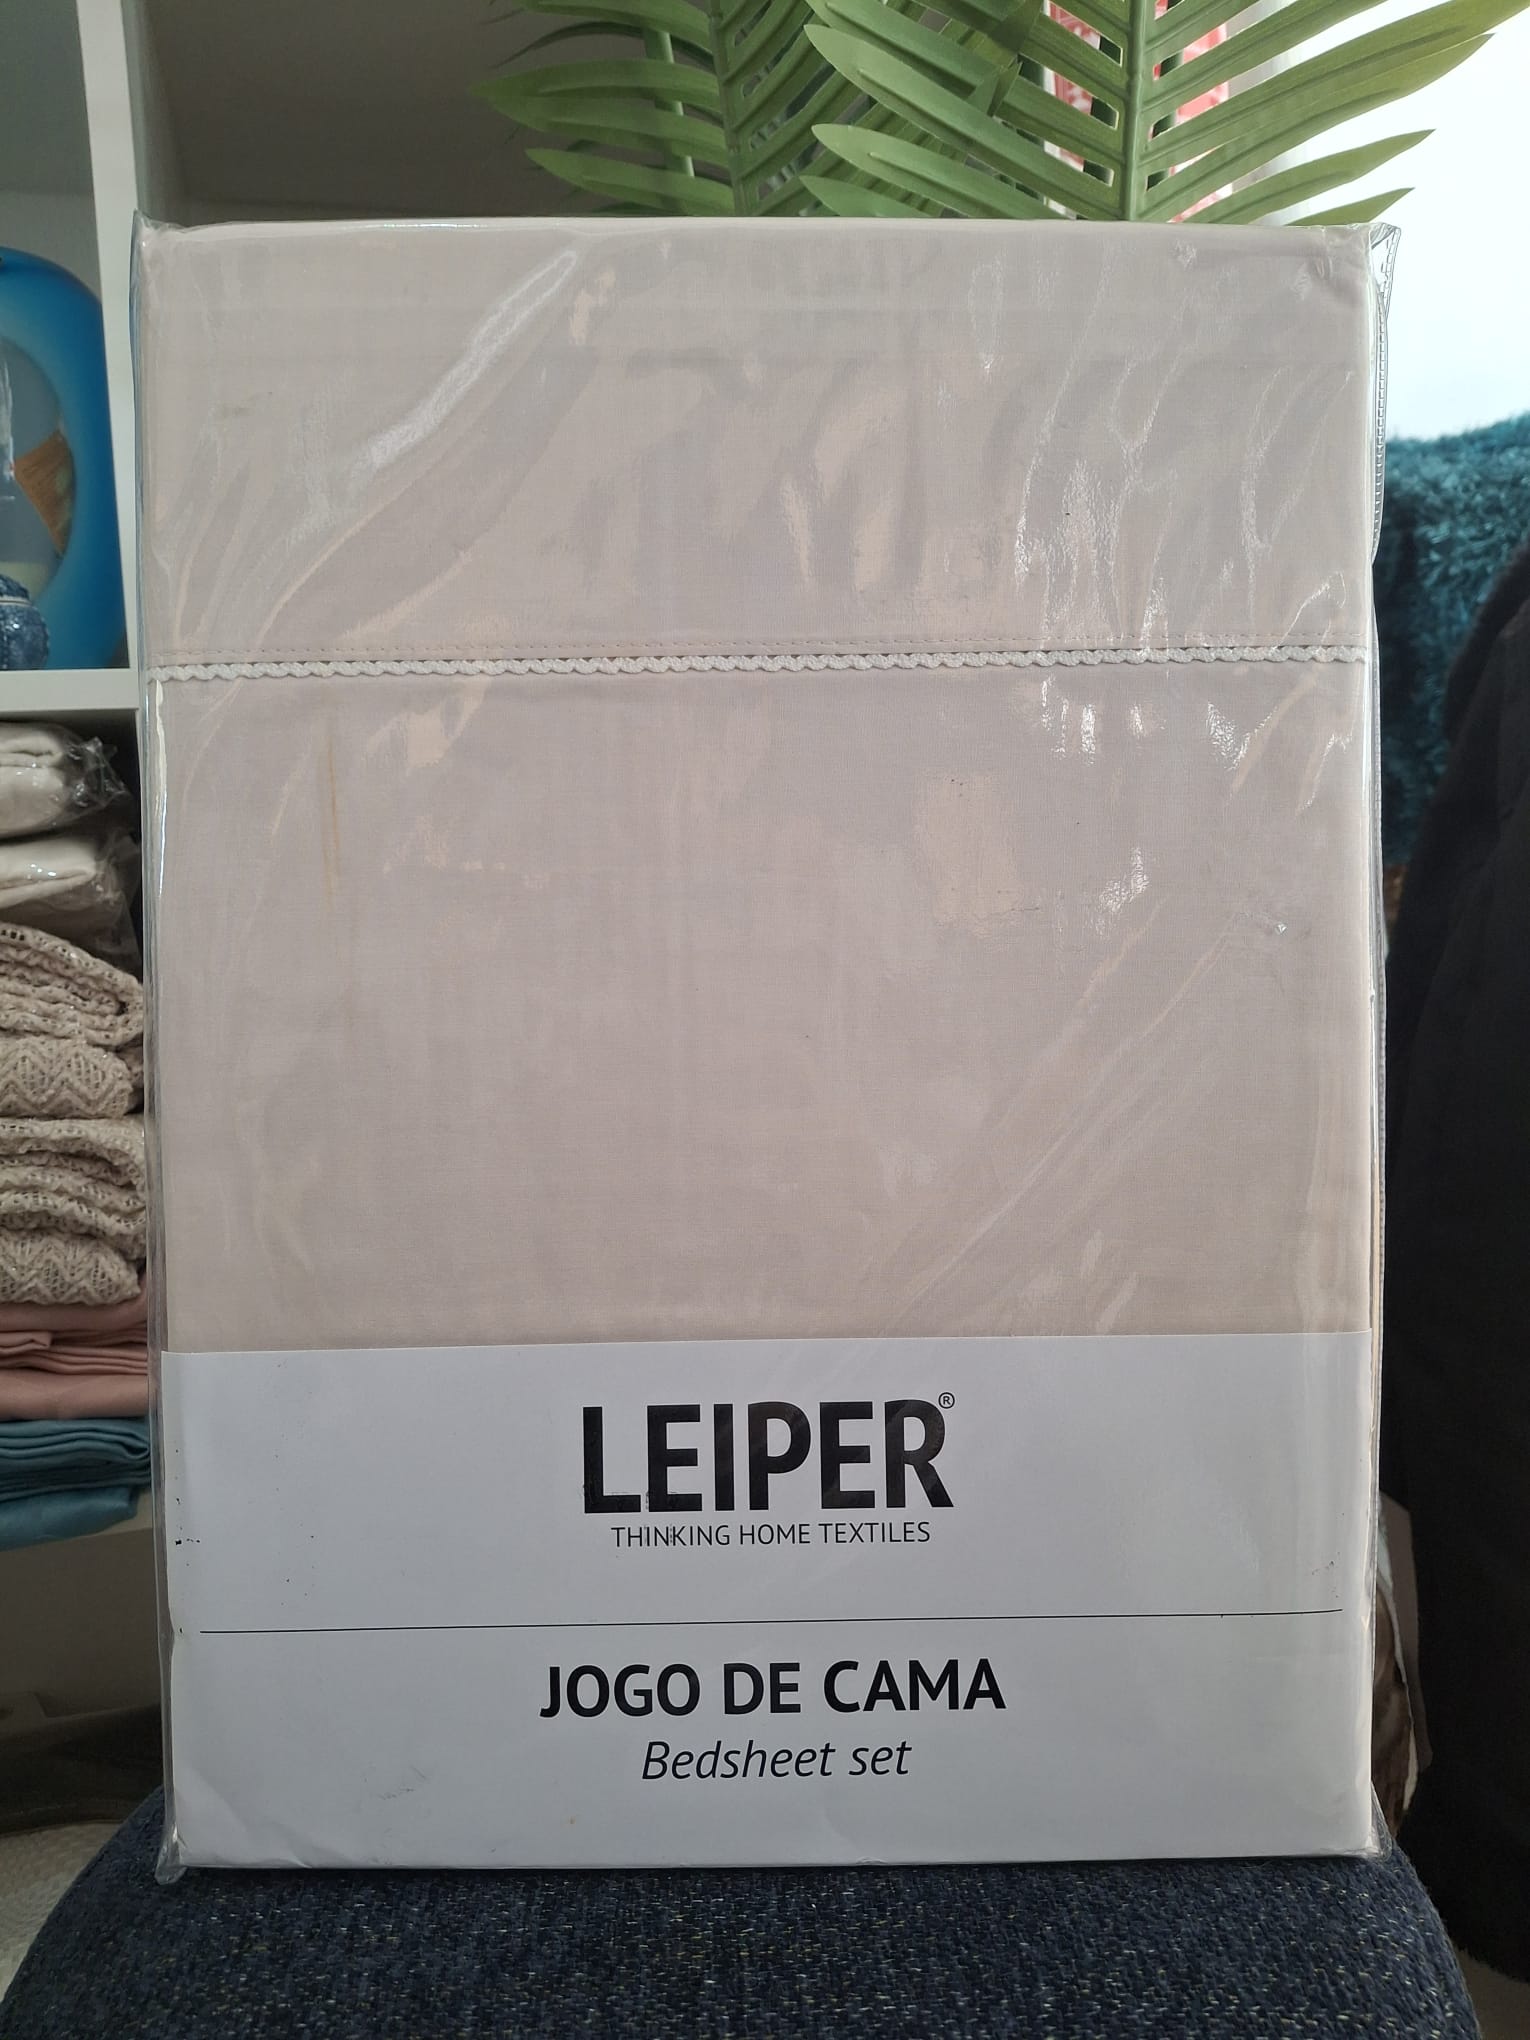 LEIPER®
THINKING HOME TEXTILES
JOGO DE CAMA
Bedsheet set